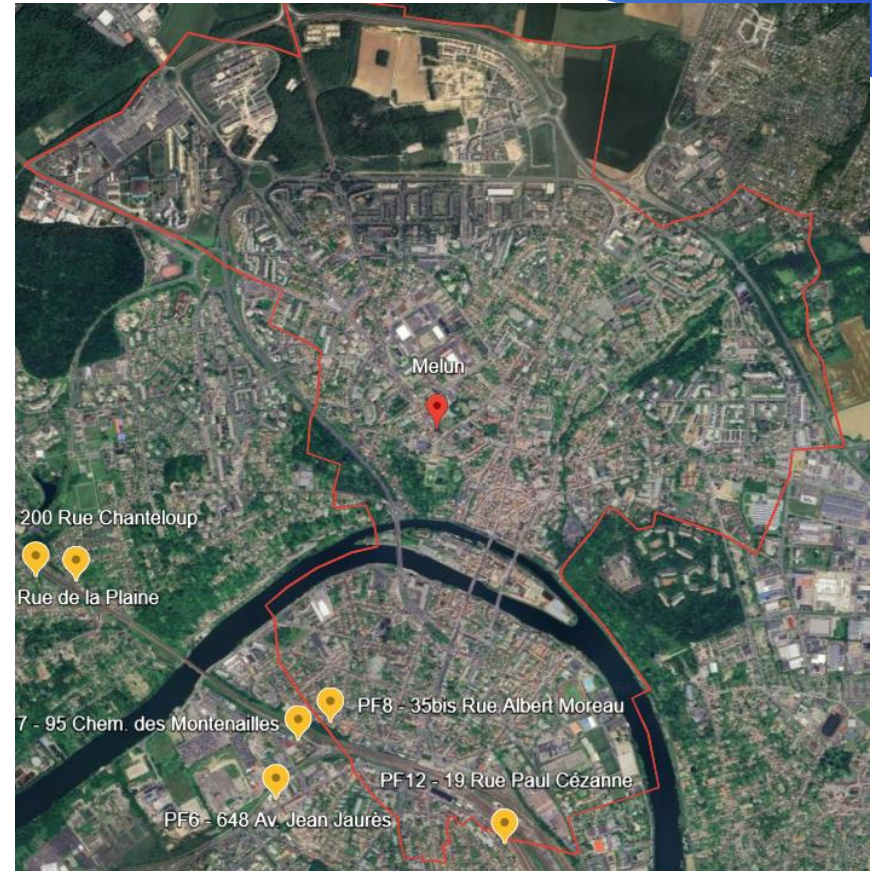 Melun
200 Rue Chanteloup
Rue de la Plaine
PF8 - 35bis Rue Albert Moreau
7 - 95 Chem. des Montenailles
PF12 - 19 Rue Paul Cézanne
PF6 - 648 Av. Jean Jaurès